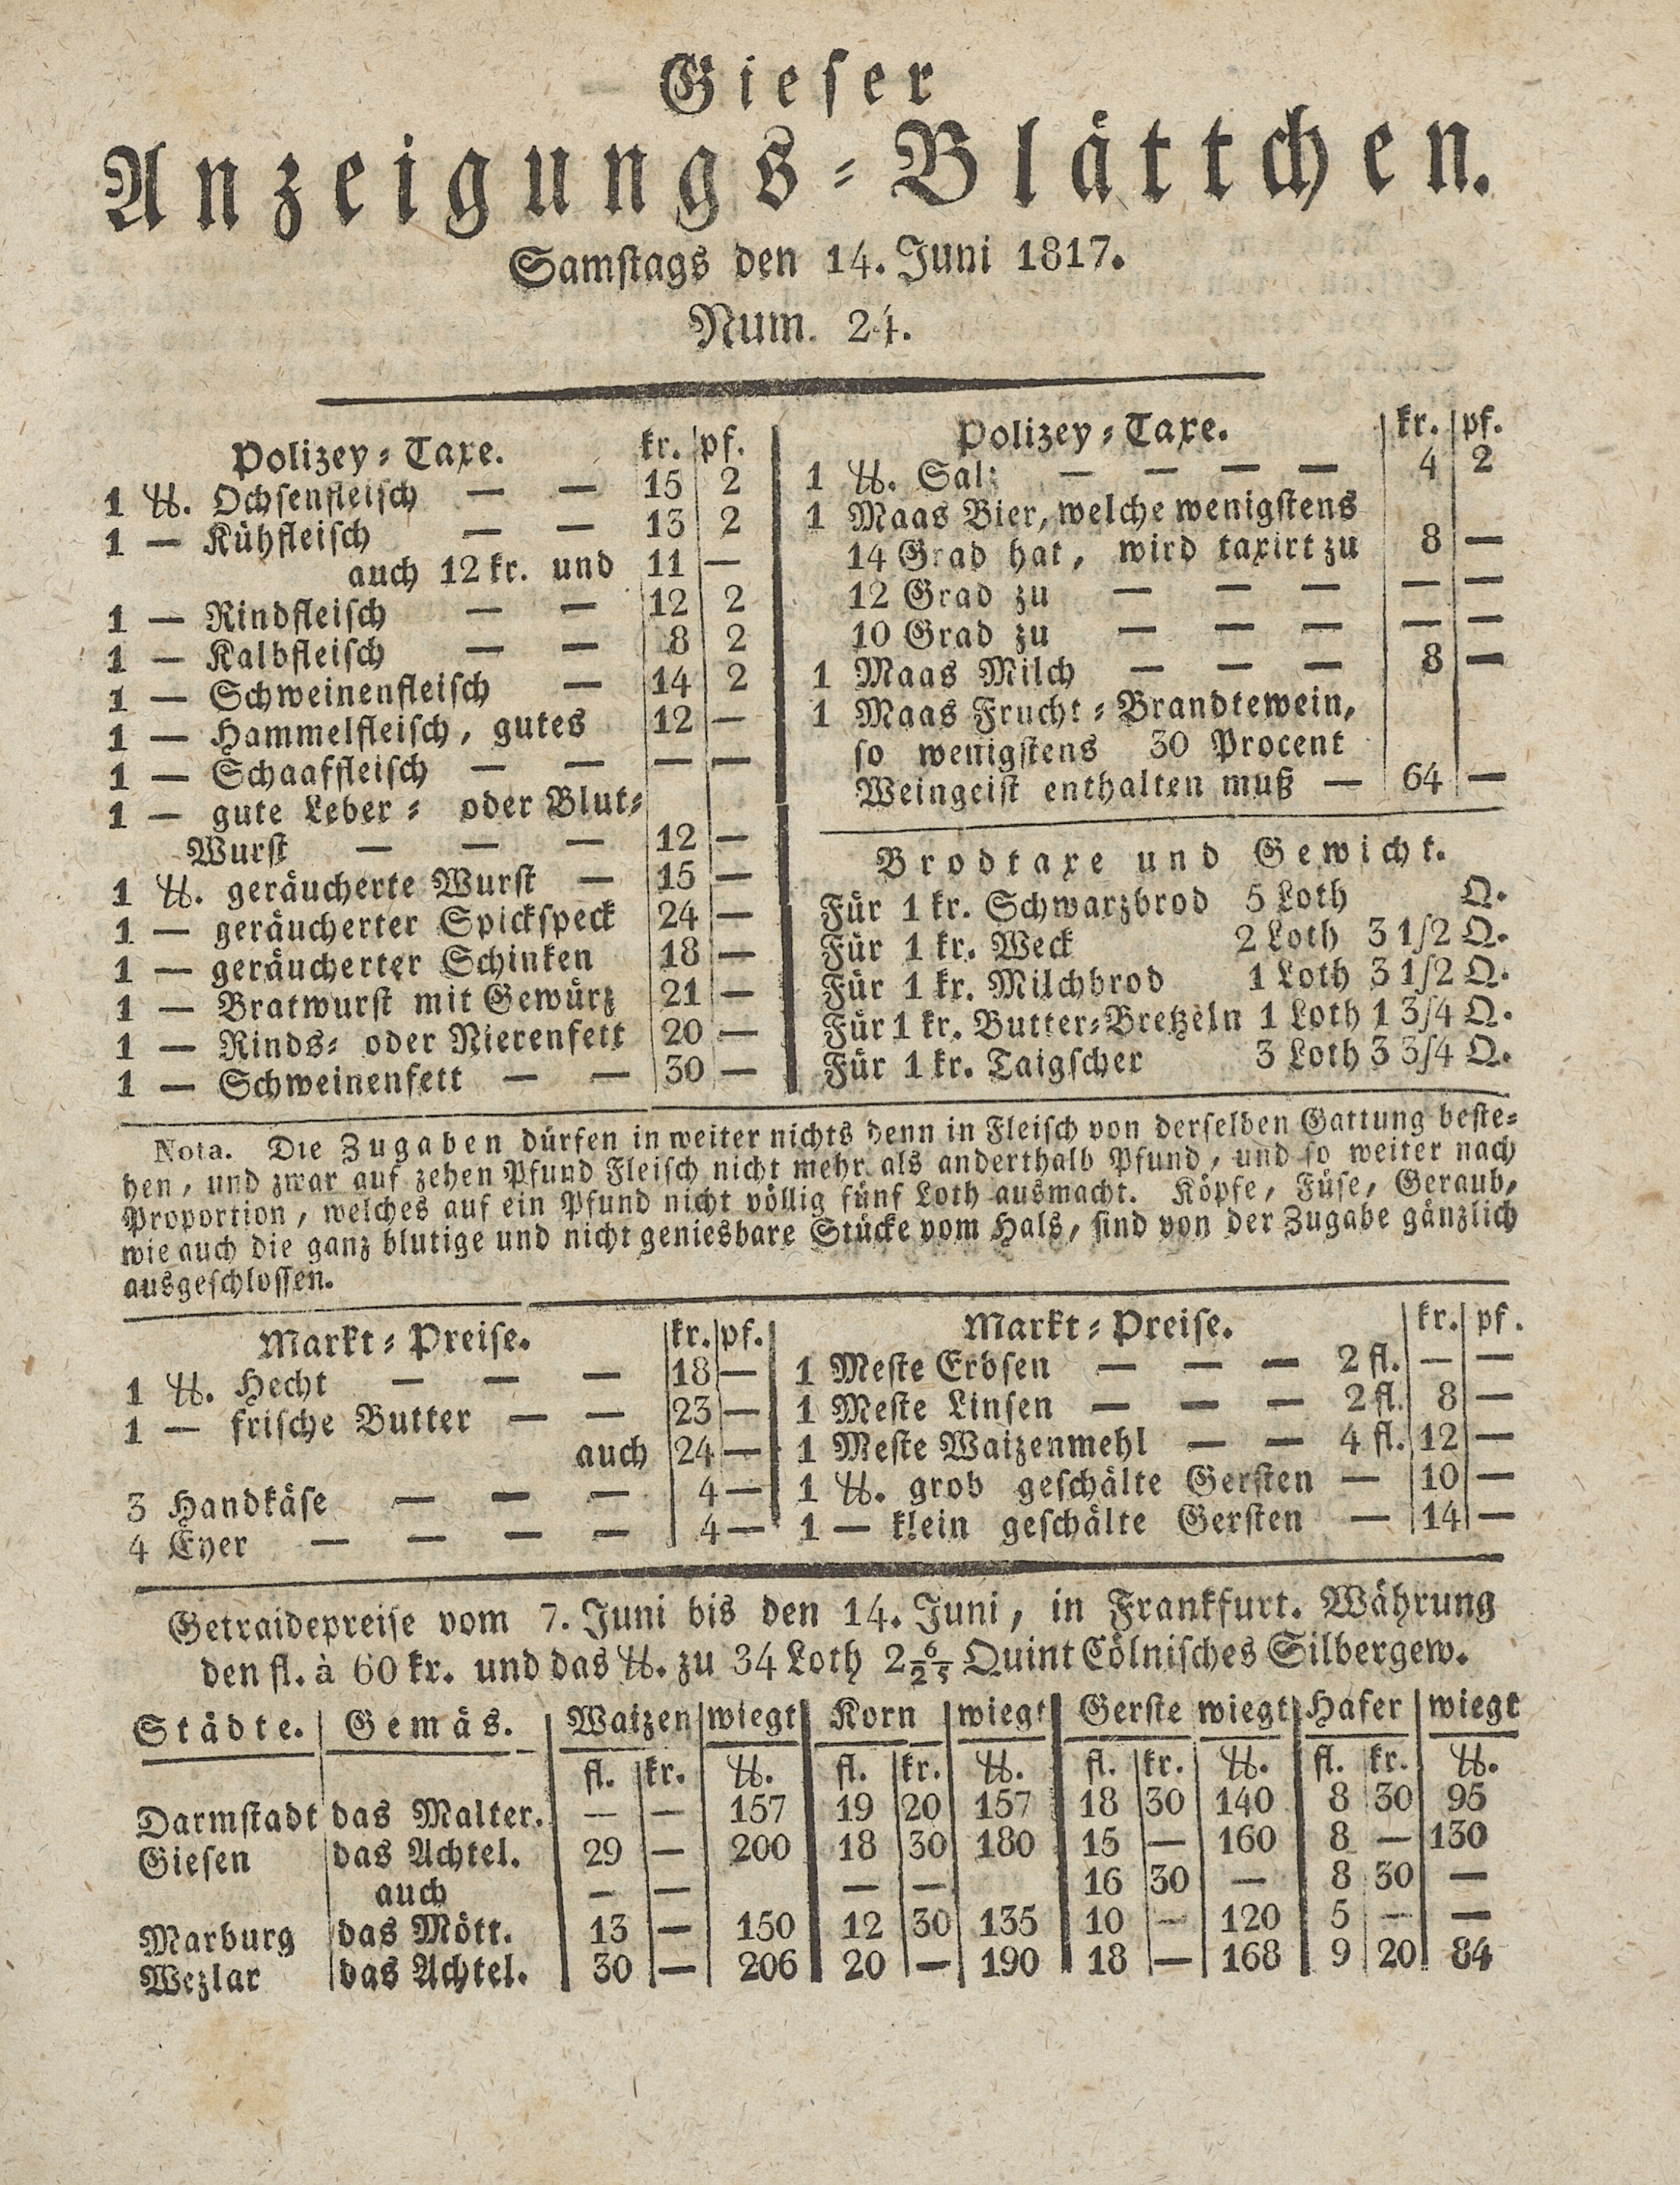 Gieser
Anzeigungs-Blättchen.
Samstags den 14. Juni 1817.
Num. 24.
Polizey-Taxe. kr. pf.
1 ℔. Ochsenfleisch — — 15 2
1 — Kühfleisch — — 13 2
auch 12 kr. und 11 —
1 — Rindfleisch — — 12 2
1 — Kalbfleisch — — 8 2
1 — Schweinenfleisch — 14 2
1 — Hammelfleisch, gutes 12 —
1 — Schaaffleisch — — — —
1 — gute Leber- oder Blut-
Wurst — — — 12 —
1 ℔. geräucherte Wurst — 15 —
1 — geräucherter Spickspeck 24 —
1 — geräucherter Schinken 18 —
1 — Bratwurst mit Gewürz 21 —
1 — Rinds- oder Nierenfett 20 —
1 — Schweinenfett — — 30 —
Polizey-Taxe. kr. pf.
1 ℔. Salz — — — — 4 2
1 Maas Bier, welche wenigstens
14 Grad hat, wird taxirt zu 8 —
12 Grad zu — — — — —
10 Grad zu — — — — —
1 Maas Milch — — — 8 —
1 Maas Frucht-Brandtewein,
so wenigstens 30 Procent
Weingeist enthalten muß — 64 —
Brodtaxe und Gewicht.
Für 1 kr. Schwarzbrod 5 Loth Q.
Für 1 kr. Weck 2 Loth 3 1/2 Q.
Für 1 kr. Milchbrod 1 Loth 3 1/2 Q.
Für 1 kr. Butter-Bretzeln 1 Loth 1 3/4 Q.
Für 1 kr. Taigscher 3 Loth 3 3/4 Q.
Nota. Die Zugaben dürfen in weiter nichts denn in Fleisch von derselben Gattung beste-
hen, und zwar auf zehen Pfund Fleisch nicht mehr als anderthalb Pfund, und so weiter nach
Proportion, welches auf ein Pfund nicht völlig fünf Loth ausmacht. Köpfe, Füse, Geraub,
wie auch die ganz blutige und nicht geniesbare Stücke vom Hals, sind von der Zugabe gänzlich
ausgeschlossen.
Markt-Preise. kr. pf.
1 ℔. Hecht — — — 18 —
1 — frische Butter — — 23 —
auch 24 —
3 Handkäse — — — 4 —
4 Eyer — — — — 4 —
Markt-Preise. kr. pf.
1 Meste Erbsen — — — 2 fl. — —
1 Meste Linsen — — — 2 fl. 8 —
1 Meste Waizenmehl — — 4 fl. 12 —
1 ℔. grob geschälte Gersten — 10 —
1 — klein geschälte Gersten — 14 —
Getraidepreise vom 7. Juni bis den 14. Juni, in Frankfurt. Währung
den fl. à 60 kr. und das ℔. zu 34 Loth 2 6/25 Quint Cölnisches Silbergew.
Städte. Gemäs. Waizen wiegt Korn wiegt Gerste wiegt Hafer wiegt
fl. kr. ℔. fl. kr. ℔. fl. kr. ℔. fl. kr. ℔.
Darmstadt das Malter. — — 157 19 20 157 18 30 140 8 30 95
Giesen das Achtel. 29 — 200 18 30 180 15 — 160 8 — 130
auch — — — — 16 30 — 8 30 —
Marburg das Mött. 13 — 150 12 30 135 10 — 120 5 — —
Wezlar das Achtel. 30 — 206 20 — 190 18 — 168 9 20 84